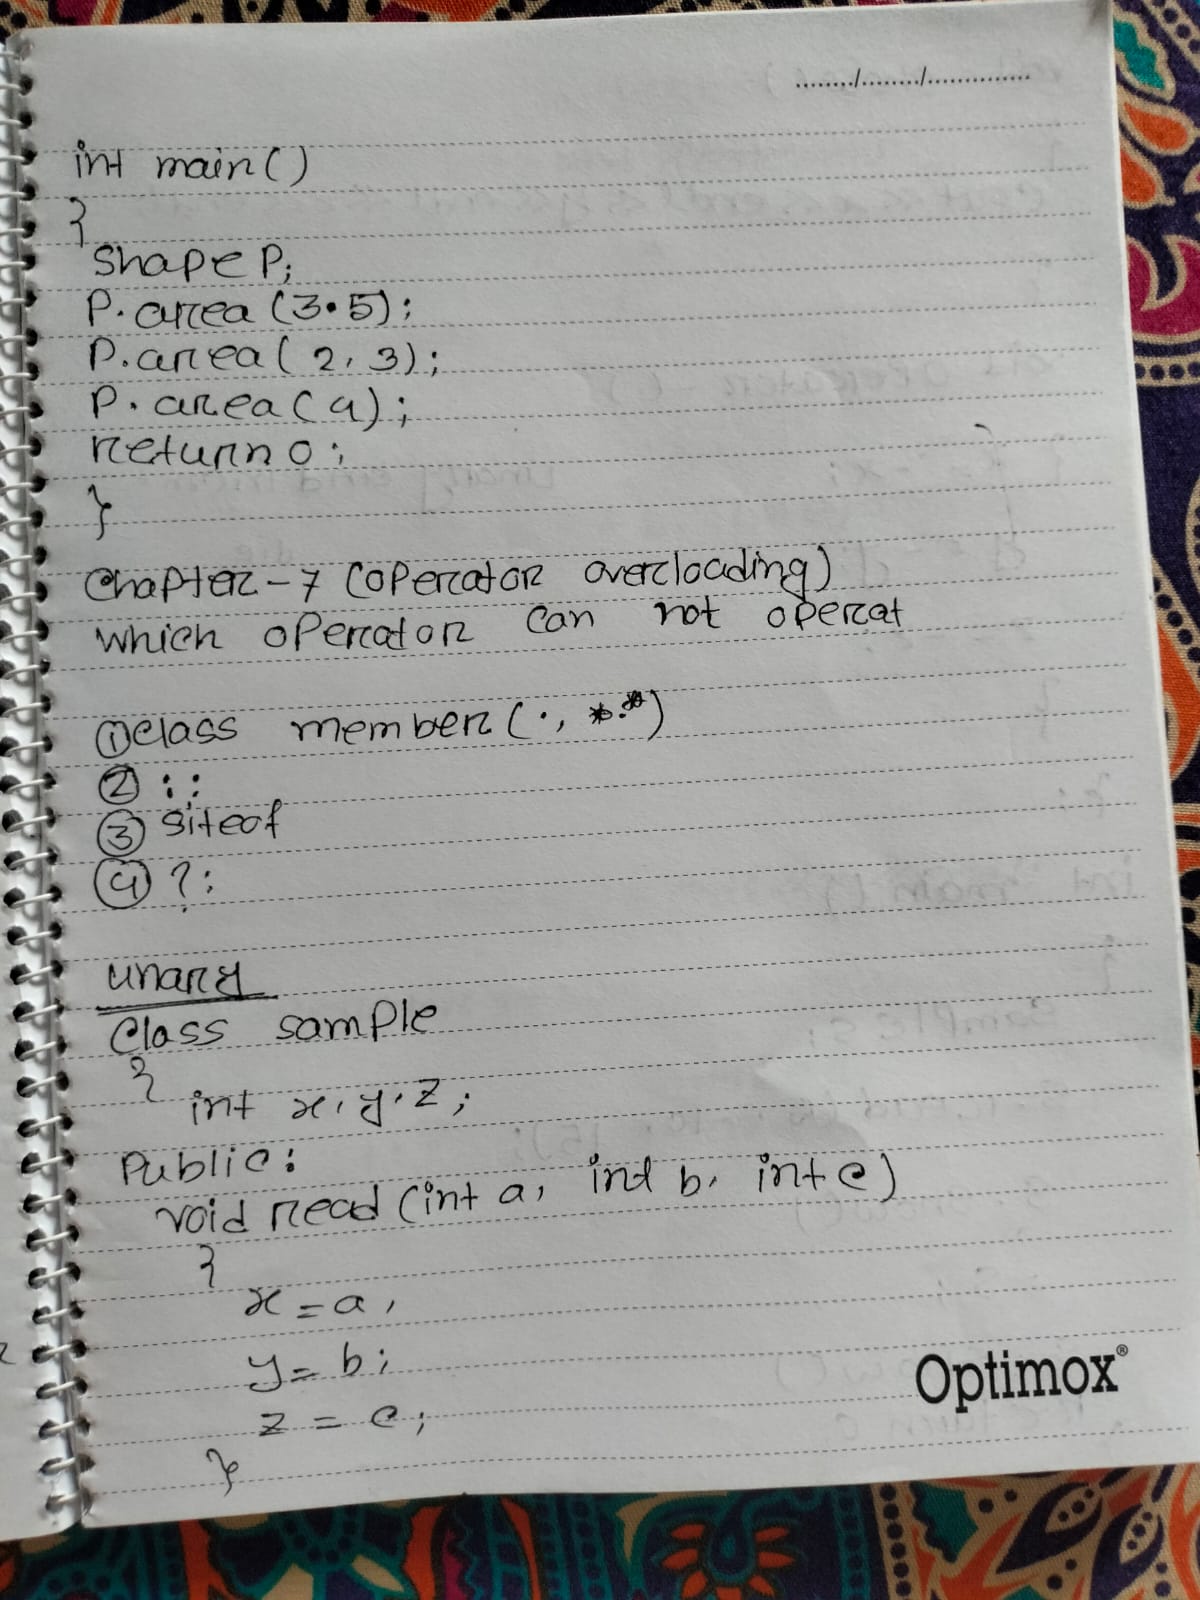 ......../......../..............
int main()
{
shape P;
P.area (3.5);
P.area( 2, 3);
P.area(4);
return 0;
}
Chapter-7 (operator overloading)
which operator can not operat
① class member (., *.*)
② ::
③ siteof
④ ?:
unary
Class sample
{
int x, y, z;
Public:
void read (int a, int b, int c)
{
x = a,
y = b;
z = c;
}
Optimox®